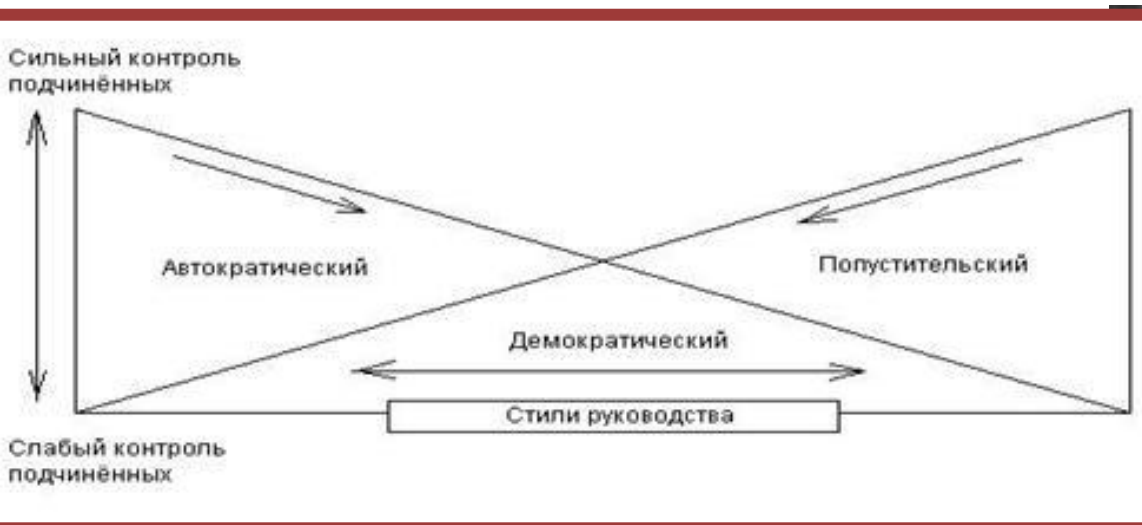 Сильный контроль
подчинённых
Автократический
Попустительский
Демократический
Стили руководства
Слабый контроль
подчинённых